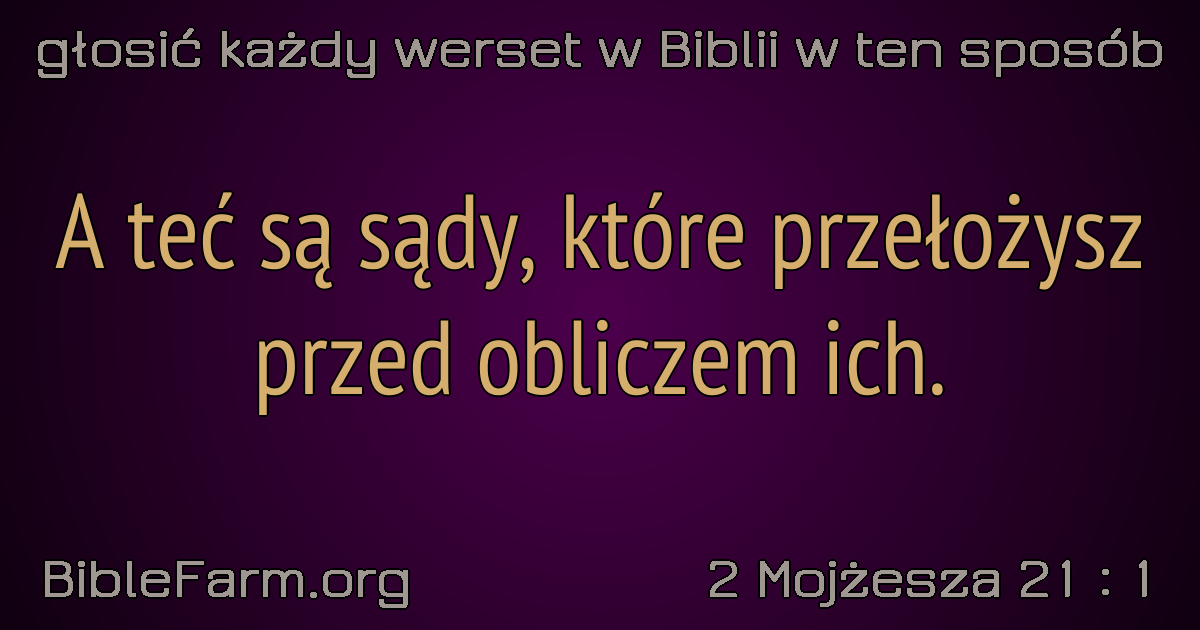 głosić każdy werset w Biblii w ten sposób
A teć są sądy, które przełożysz
przed obliczem ich.
BibleFarm.org
2 Mojżesza 21 : 1